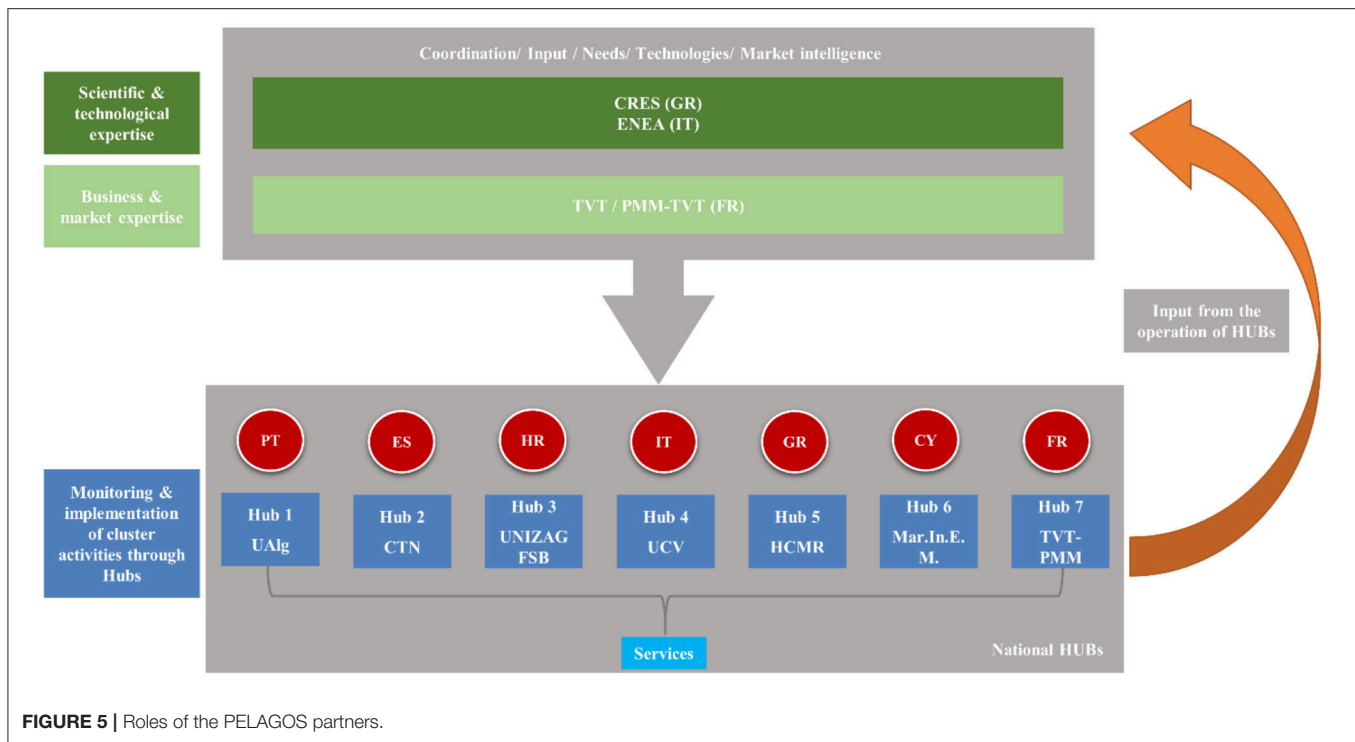 Coordination/ Input / Needs/ Technologies/ Market intelligence
Scientific &
technological
expertise
CRES (GR)
ENEA (IT)
Business &
market expertise
TVT / PMM-TVT (FR)
Input from the
operation of HUBs
PT
ES
HR
IT
GR
CY
FR
Monitoring &
implementation
of cluster
activities through
Hubs
Hub 1
UAlg
Hub 2
CTN
Hub 3
UNIZAG
FSB
Hub 4
UCV
Hub 5
HCMR
Hub 6
Mar.In.E.
M.
Hub 7
TVT-
PMM
Services
National HUBs
FIGURE 5 | Roles of the PELAGOS partners.